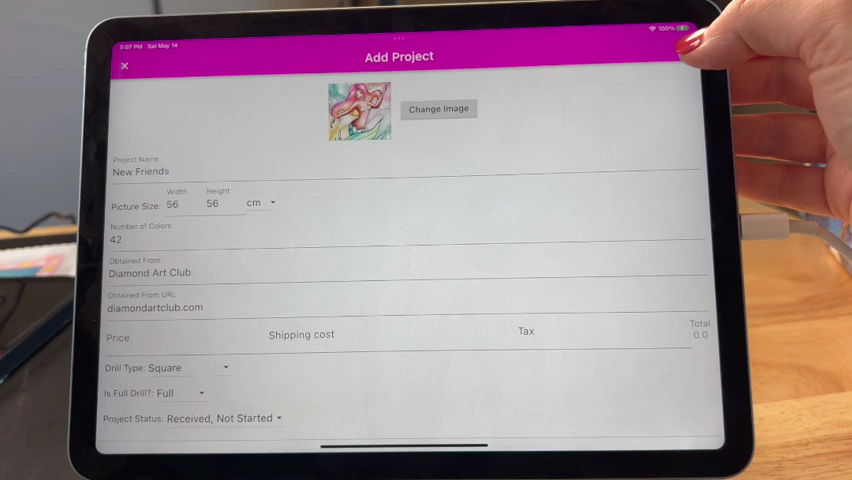 5:07 PM Sat May 14
100%
Add Project
Change Image
Project Name
New Friends
Width Height
Picture Size: 56 56 cm
Number of Colors
42
Obtained From
Diamond Art Club
Obtained From URL
diamondartclub.com
Price Shipping cost Tax Total
0.0
Drill Type: Square
Is Full Drill?: Full
Project Status: Received, Not Started